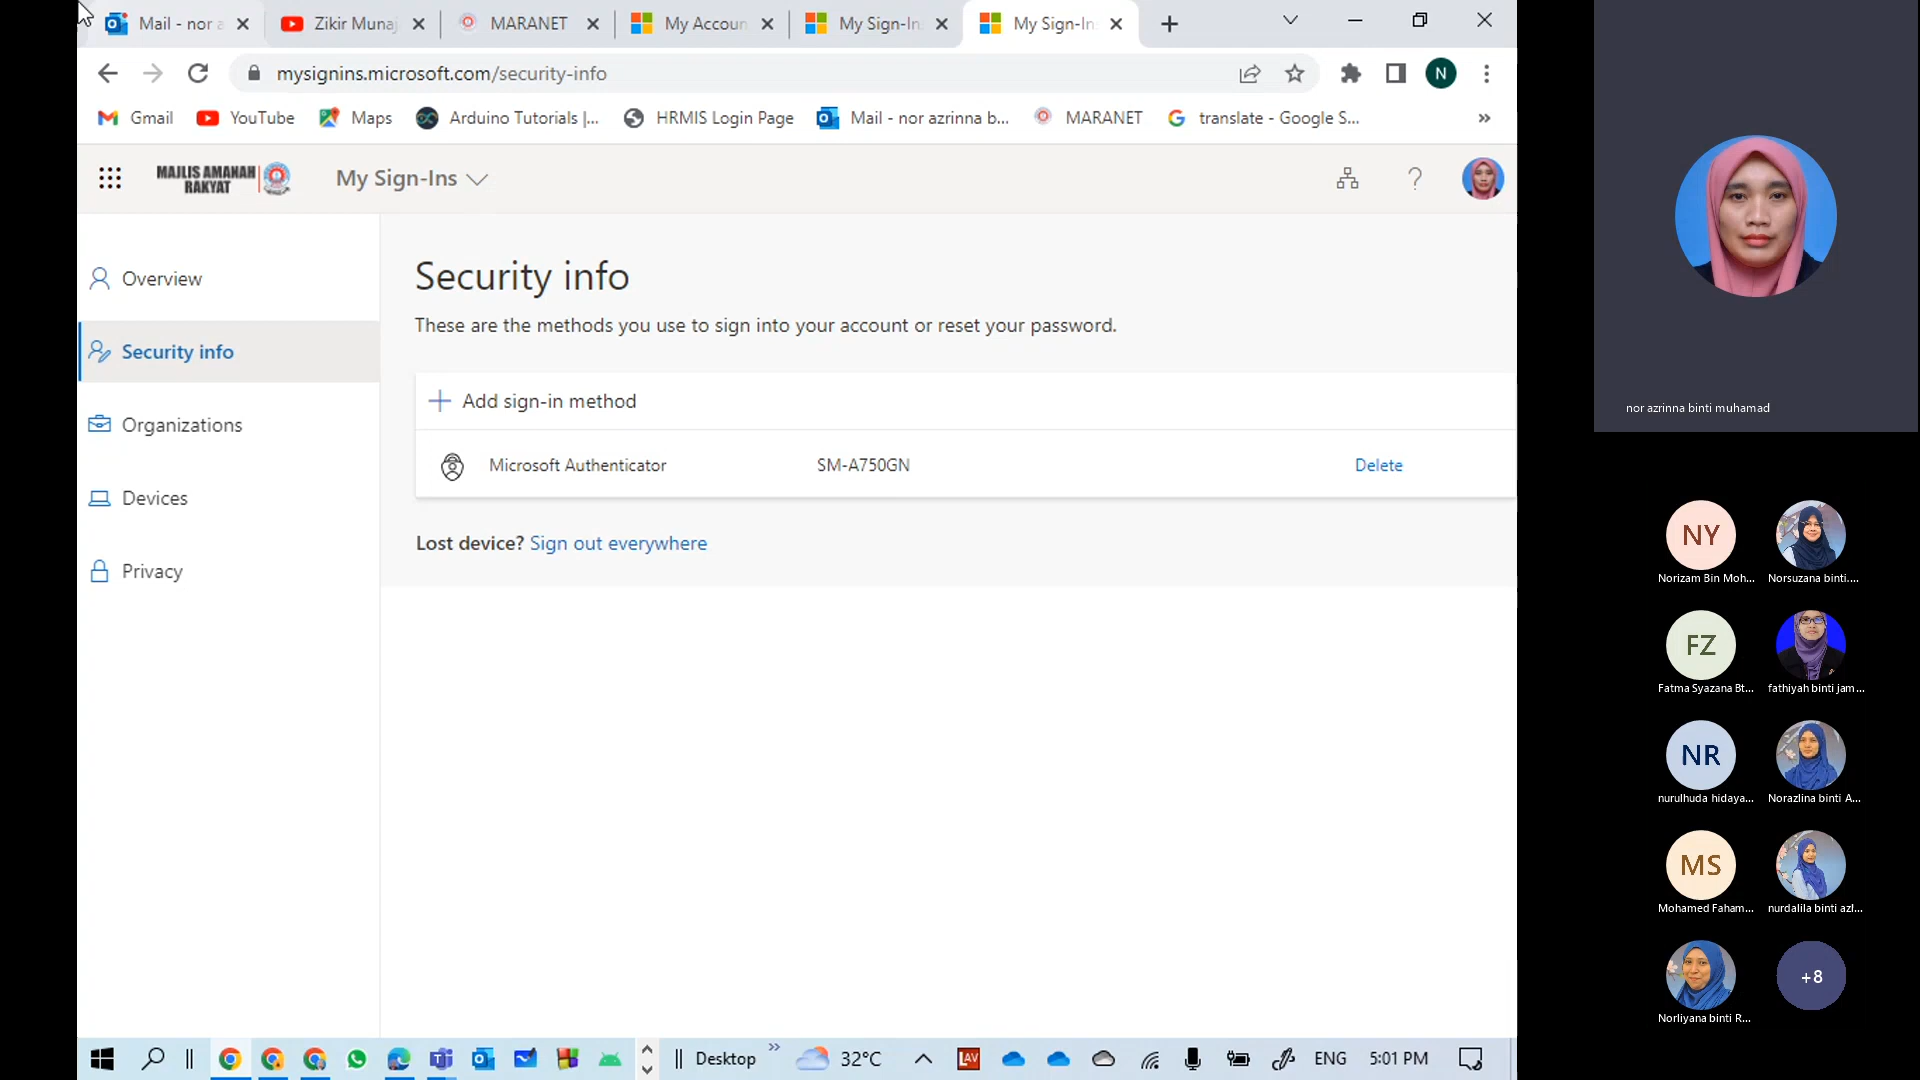 Mail - nor a
Zikir Munaj
MARANET
My Accoun
My Sign-In
My Sign-In
mysignins.microsoft.com/security-info
N
Gmail
YouTube
Maps
Arduino Tutorials |...
HRMIS Login Page
Mail - nor azrinna b...
MARANET
translate - Google S...
MAJLIS AMANAH
RAKYAT
My Sign-Ins
Overview
Security info
Organizations
Devices
Privacy
Security info
These are the methods you use to sign into your account or reset your password.
Add sign-in method
Microsoft Authenticator
SM-A750GN
Delete
Lost device? Sign out everywhere
Desktop
32°C
LAV
ENG
5:01 PM
nor azrinna binti muhamad
NY
Norizam Bin Moh...
Norsuzana binti....
FZ
Fatma Syazana Bt...
fathiyah binti jam...
NR
nurulhuda hidaya...
Norazlina binti A...
MS
Mohamed Faham...
nurdalila binti azl...
Norliyana binti R...
+8